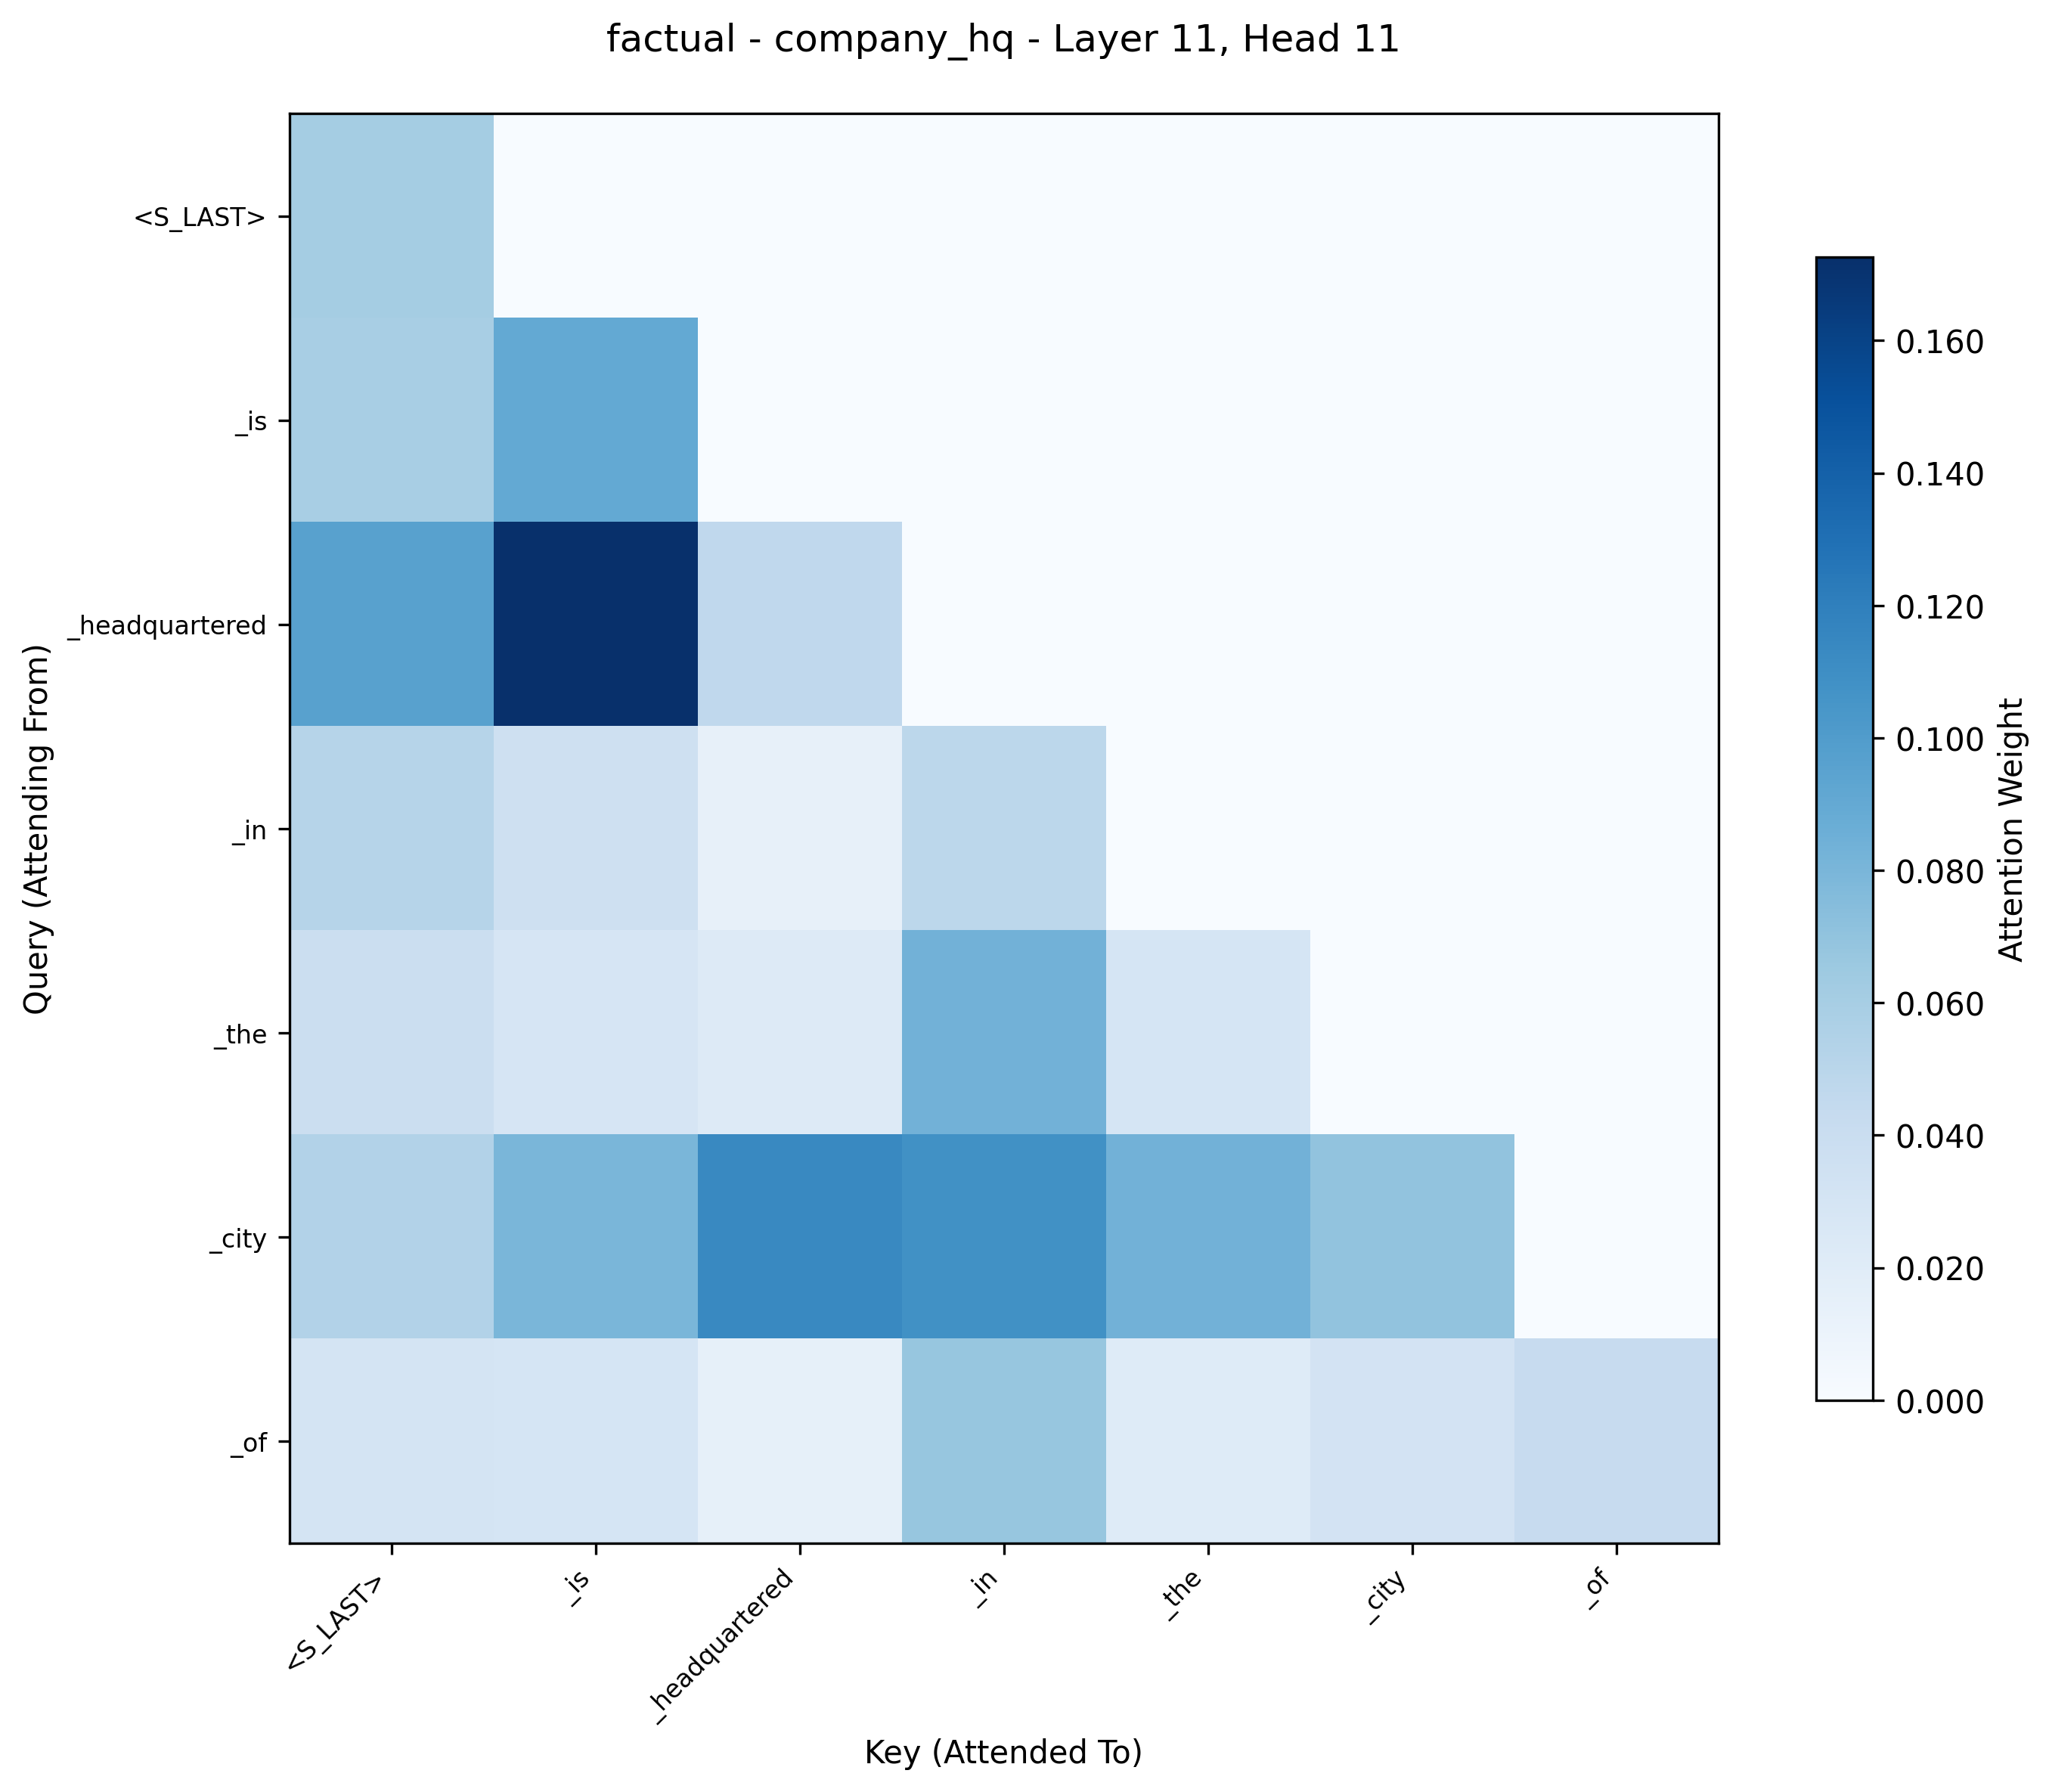 factual - company_hq - Layer 11, Head 11
Query (Attending From)
<S_LAST>
_is
_headquartered
_in
_the
_city
_of
<S_LAST>
_is
_headquartered
_in
_the
_city
_of
Key (Attended To)
0.160
0.140
0.120
0.100
0.080
0.060
0.040
0.020
0.000
Attention Weight